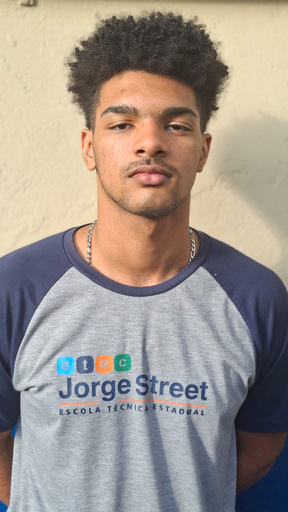 etec
Jorge Street
ESCOLA TÉCNICA ESTADUAL